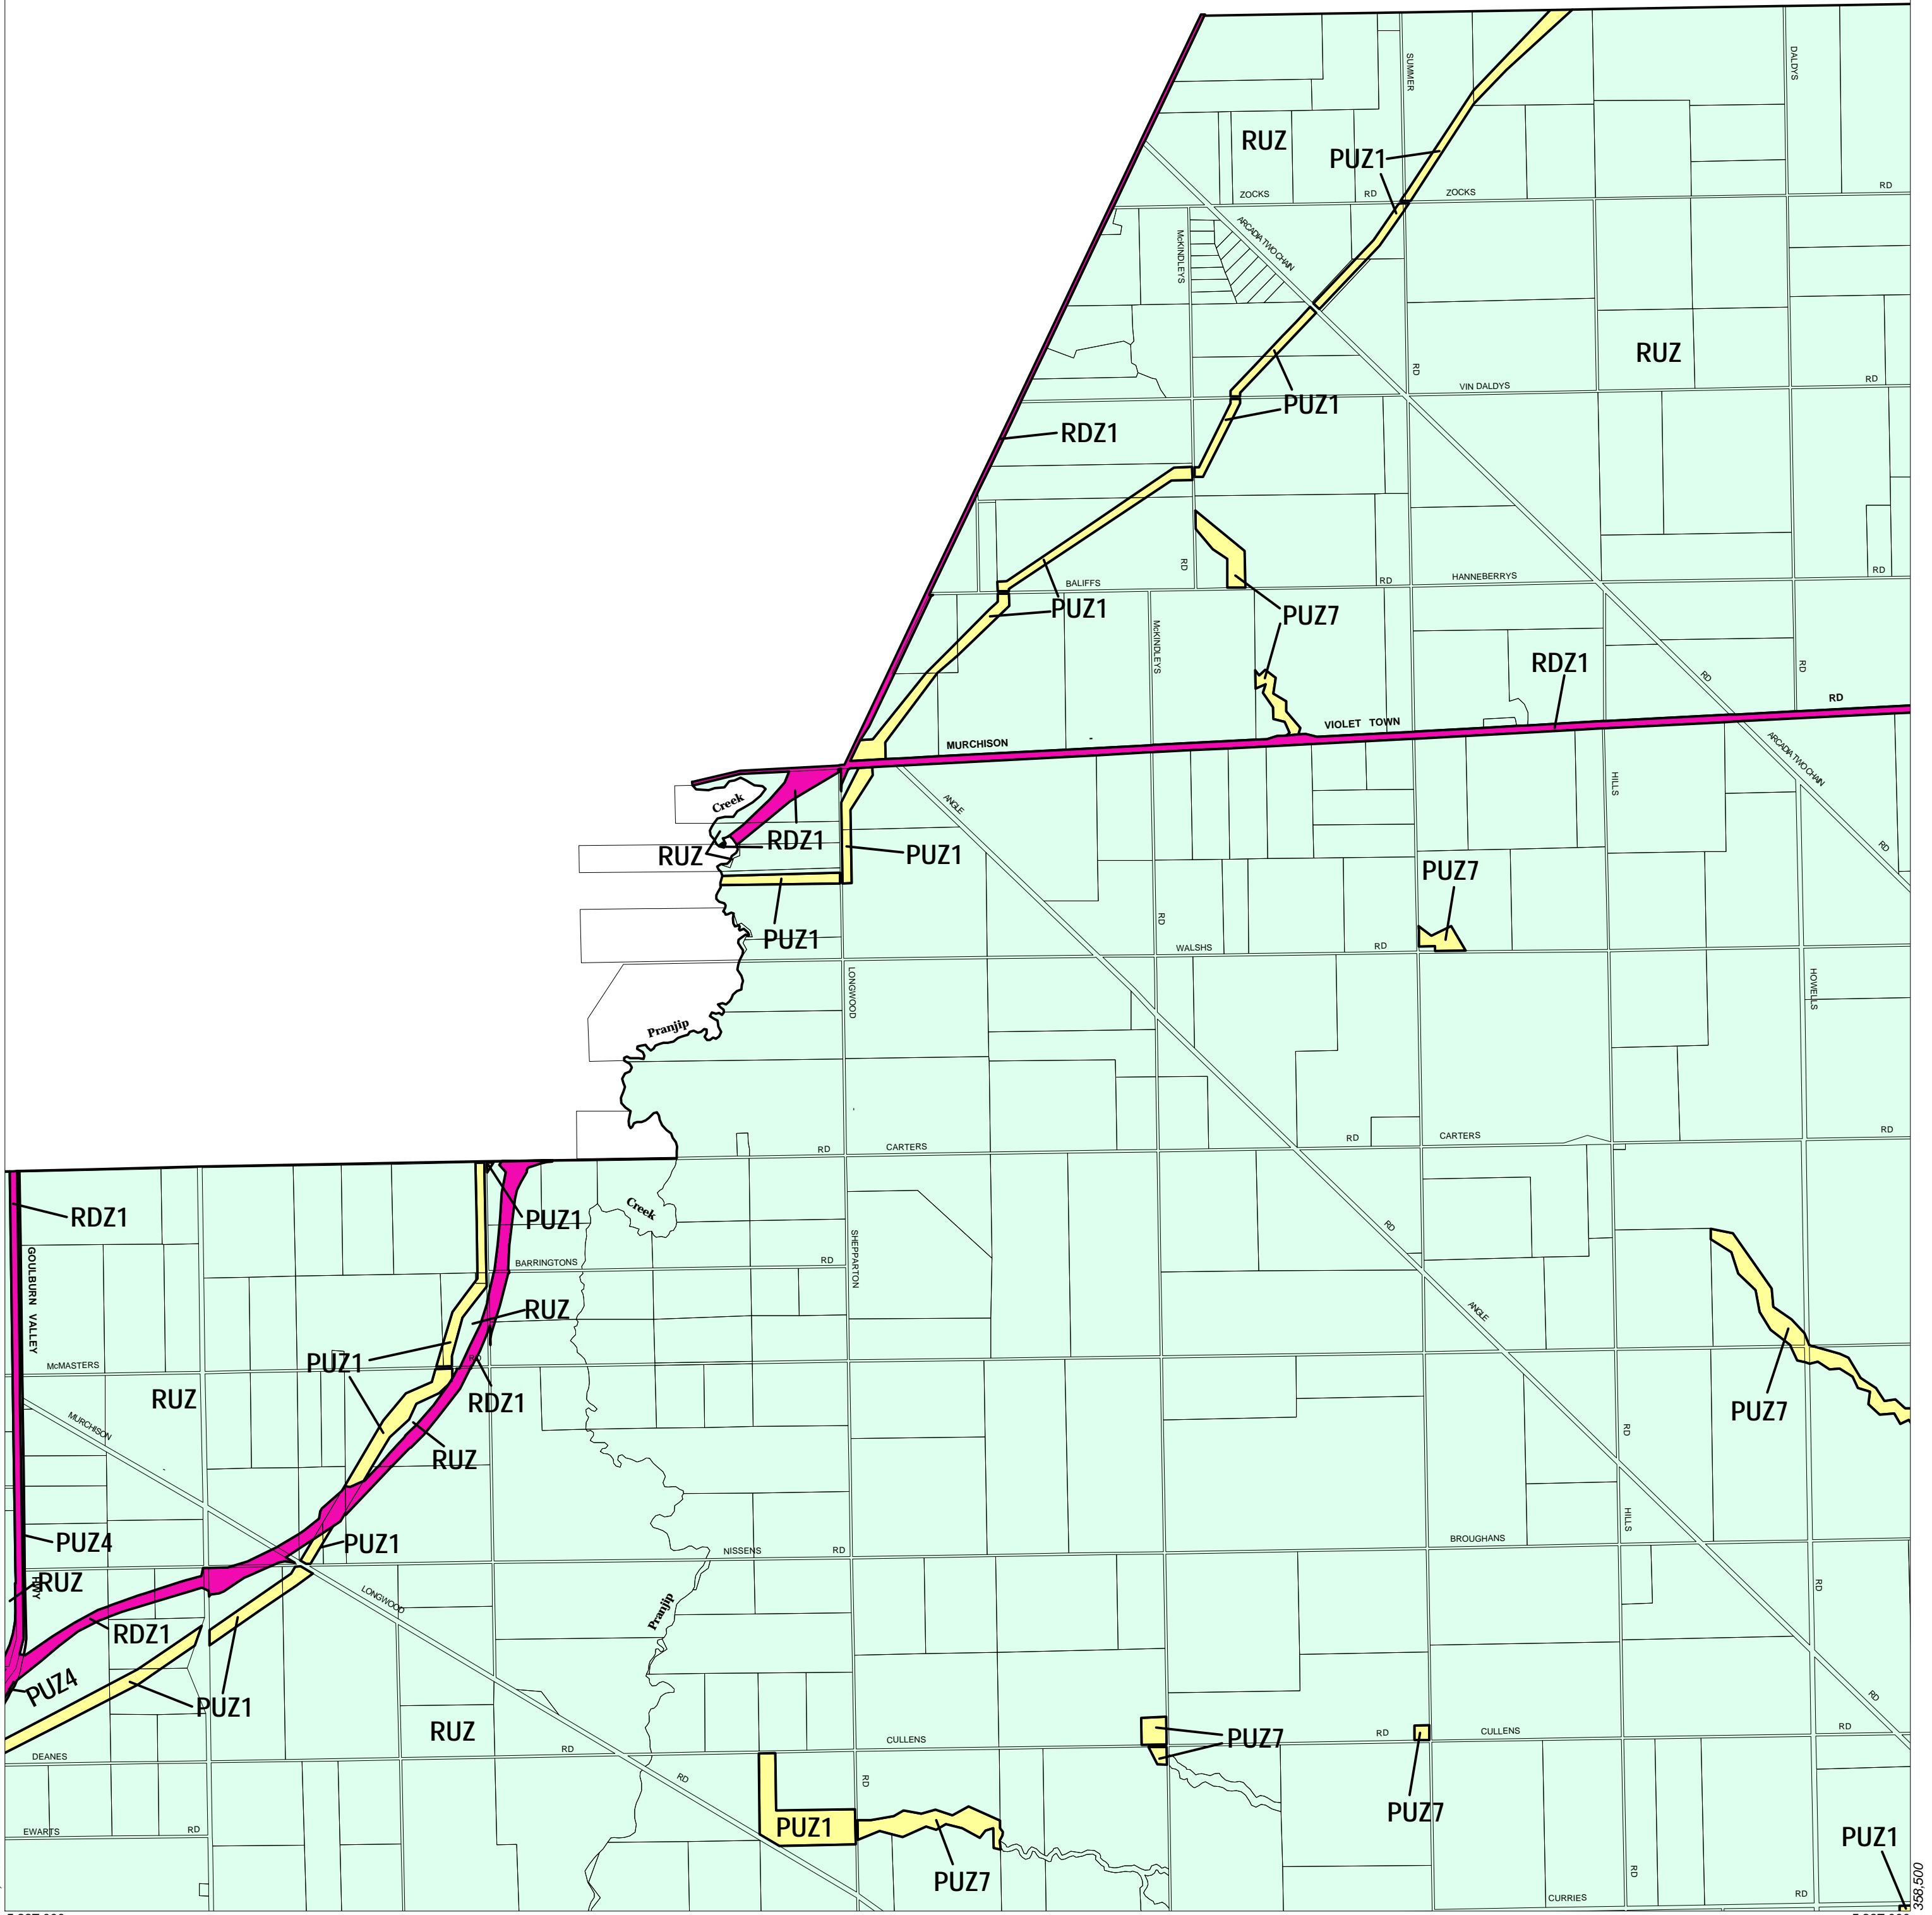 DALDYS
SUMMER
RUZ
PUZ1
ZOCKS
RD
ZOCKS
RD
McKINDLEYS
ARCADIA TWO CHAIN
RUZ
RD
VIN DALDYS
RD
PUZ1
RDZ1
RD
BALIFFS
RD
HANNEBERRYS
RD
PUZ1
PUZ7
McKINDLEYS
RDZ1
RD
RD
RD
VIOLET TOWN
MURCHISON
-
ARCADIA TWO CHAIN
HILLS
Creek
ANGLE
RDZ1
RUZ
PUZ1
RD
PUZ7
RD
PUZ1
WALSHS
RD
LONGWOOD
HOWELLS
Pranjip
-
RD
CARTERS
RD
CARTERS
RD
RDZ1
PUZ1
Creek
RD
GOULBURN VALLEY
BARRINGTONS
RD
SHEPPARTON
RUZ
ANGLE
McMASTERS
PUZ1
RD
RUZ
RDZ1
PUZ7
MURCHISON
RUZ
RD
-
PUZ4
PUZ1
NISSENS
RD
BROUGHANS
HILLS
RUZ
HWY
LONGWOOD
RD
RDZ1
Pranjip
PUZ4
PUZ1
RD
RUZ
CULLENS
PUZ7
RD
CULLENS
RD
DEANES
RD
RD
RD
PUZ7
EWARTS
RD
PUZ1
PUZ1
PUZ7
RD
CURRIES
RD
358,500